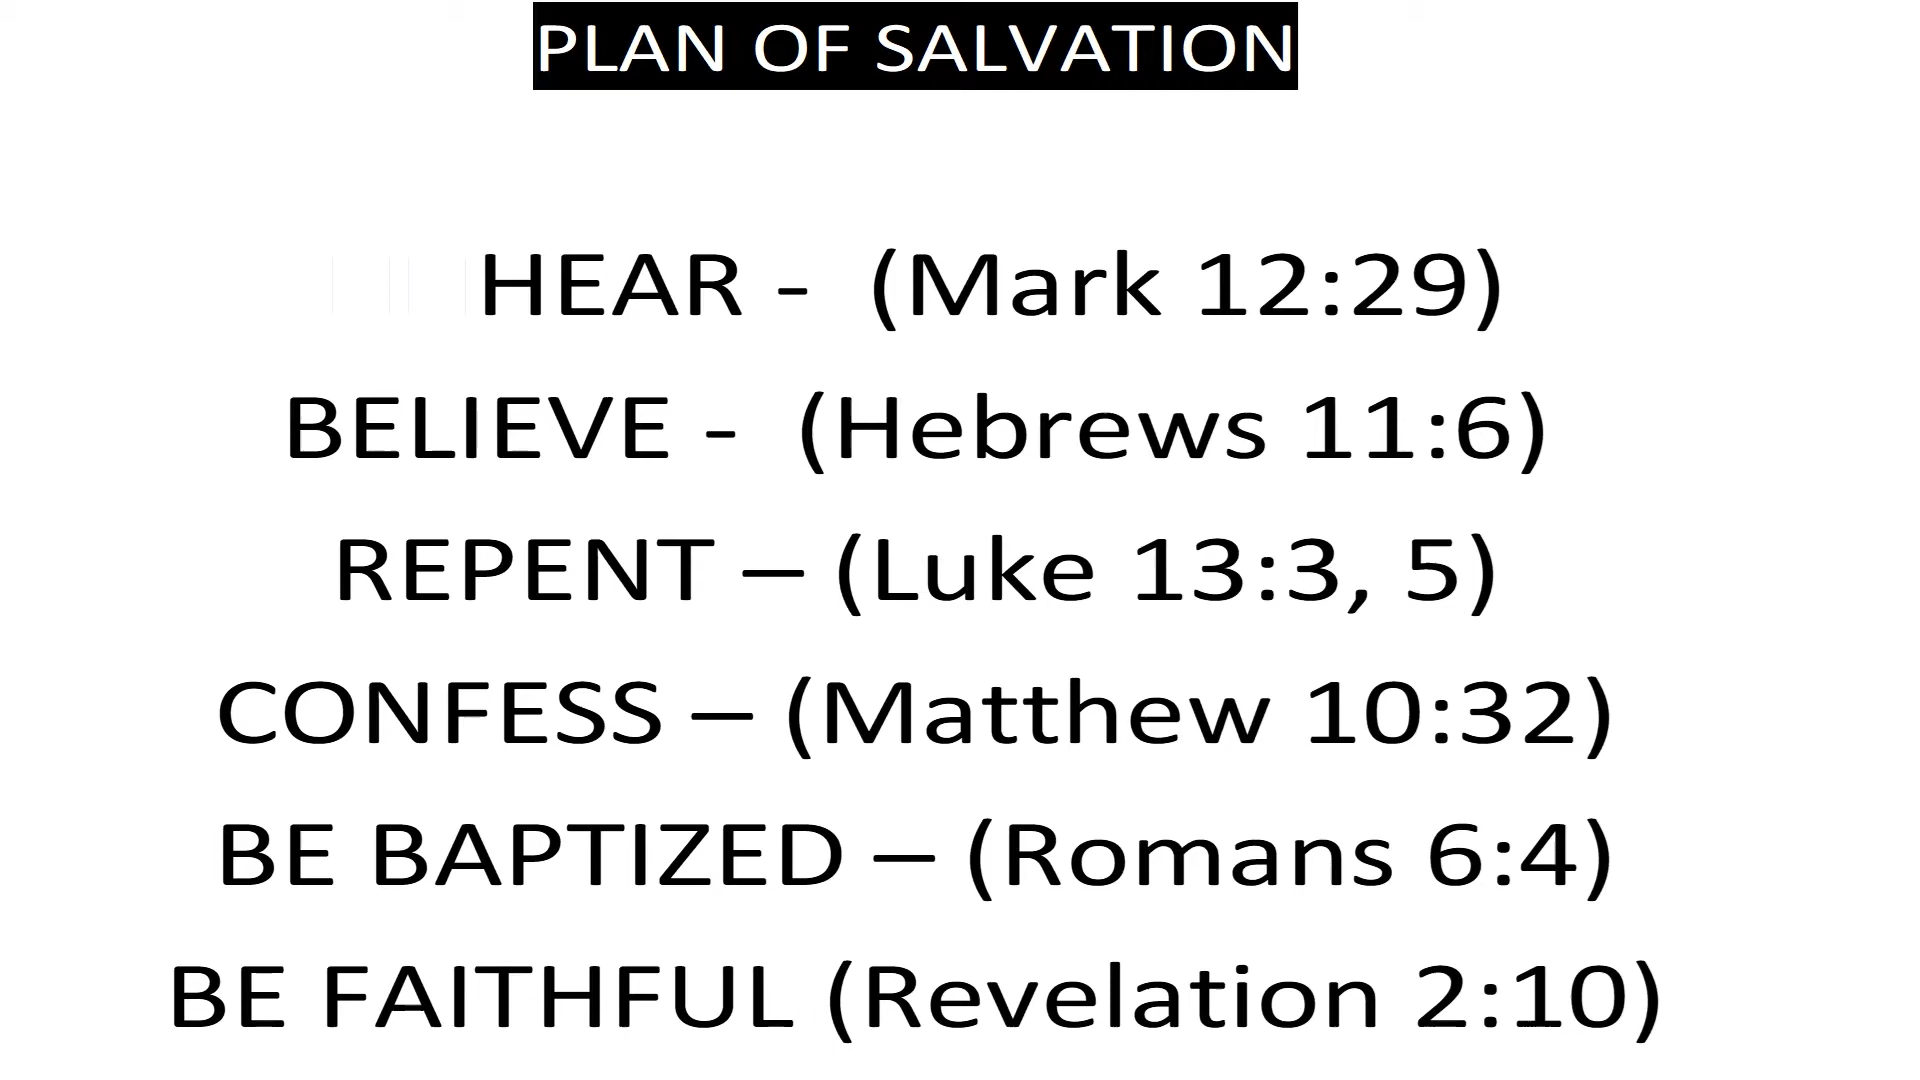 PLAN OF SALVATION
HEAR -  (Mark 12:29)
BELIEVE -  (Hebrews 11:6)
REPENT – (Luke 13:3, 5)
CONFESS – (Matthew 10:32)
BE BAPTIZED – (Romans 6:4)
BE FAITHFUL (Revelation 2:10)